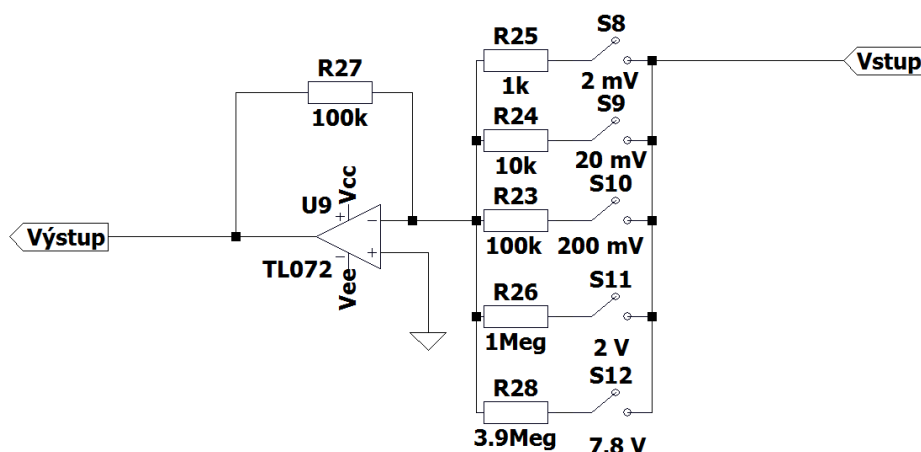 S8
R25
Vstup
R27
1k
2 mV
100k
R24
S9
10k
20 mV
Vcc
R23
S10
U9
Výstup
100k
200 mV
TL072
Vee
R26
S11
1Meg
2 V
R28
S12
3.9Meg
7.8 V